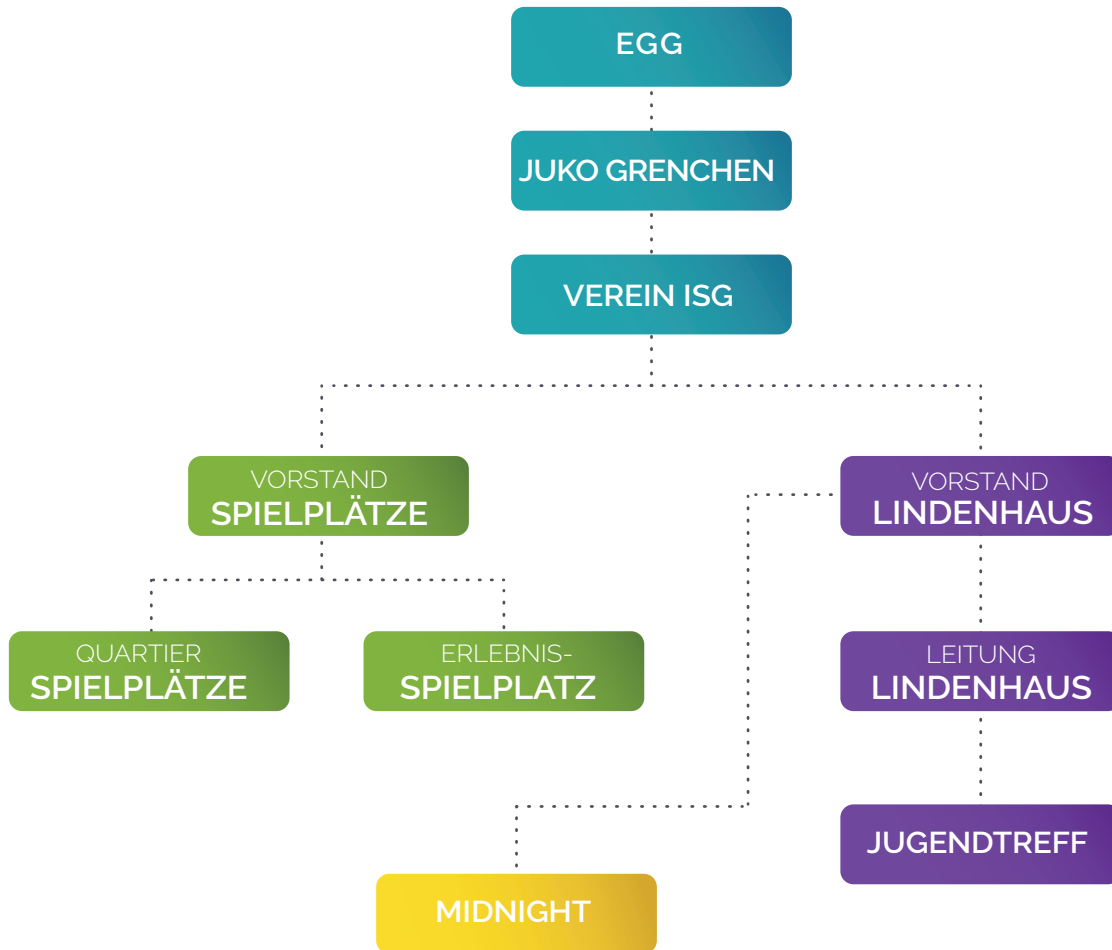 EGG
JUKO GRENCHEN
VEREIN ISG
VORSTAND
SPIELPLÄTZE
VORSTAND
LINDENHAUS
QUARTIER
SPIELPLÄTZE
ERLEBNIS-
SPIELPLATZ
LEITUNG
LINDENHAUS
JUGENDTREFF
MIDNIGHT